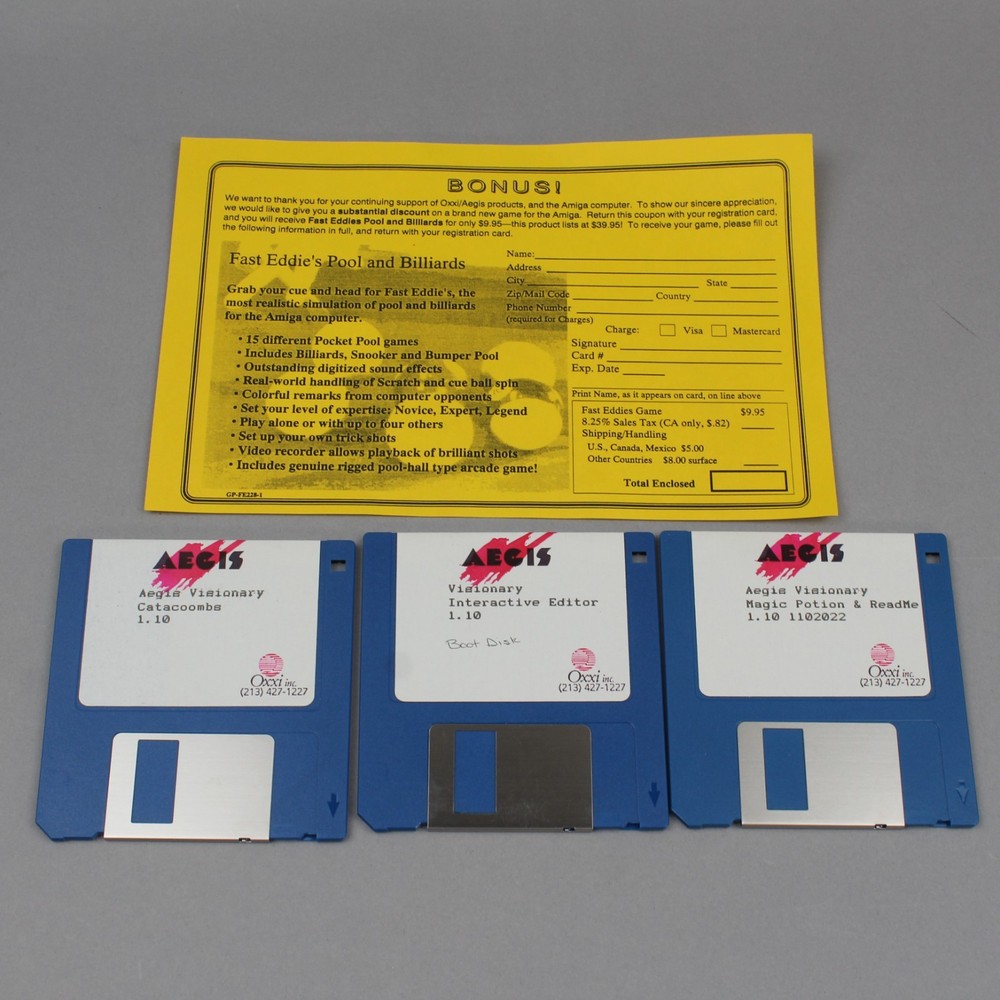 BONUS!
We want to thank you for your continuing support of Oxxi/Aegis products, and the Amiga computer. To show our sincere appreciation,
we would like to give you a substantial discount on a brand new game for the Amiga. Return this coupon with your registration card,
and you will receive Fast Eddies Pool and Billiards for only $9.95—this product lists at $39.95! To receive your game, please fill out
the following information in full, and return with your registration card.
Fast Eddie's Pool and Billiards
Grab your cue and head for Fast Eddie's, the
most realistic simulation of pool and billiards
for the Amiga computer.
• 15 different Pocket Pool games
• Includes Billiards, Snooker and Bumper Pool
• Outstanding digitized sound effects
• Real-world handling of Scratch and cue ball spin
• Colorful remarks from computer opponents
• Set your level of expertise: Novice, Expert, Legend
• Play alone or with up to four others
• Set up your own trick shots
• Video recorder allows playback of brilliant shots
• Includes genuine rigged pool-hall type arcade game!
GP-FE228-1
Name:
Address
City State
Zip/Mail Code Country
Phone Number
(required for Charges)
Charge: Visa Mastercard
Signature
Card #
Exp. Date
Print Name, as it appears on card, on line above
Fast Eddies Game $9.95
8.25% Sales Tax (CA only, $.82)
Shipping/Handling
U.S., Canada, Mexico $5.00
Other Countries $8.00 surface
Total Enclosed
AEGIS
Aegis Visionary
Catacoombs
1.10
Oxxi inc.
(213) 427-1227
AEGIS
Visionary
Interactive Editor
1.10
Boot Disk
Oxxi inc.
(213) 427-1227
AEGIS
Aegis Visionary
Magic Potion & ReadMe
1.10 1102022
Oxxi inc.
(213) 427-1227